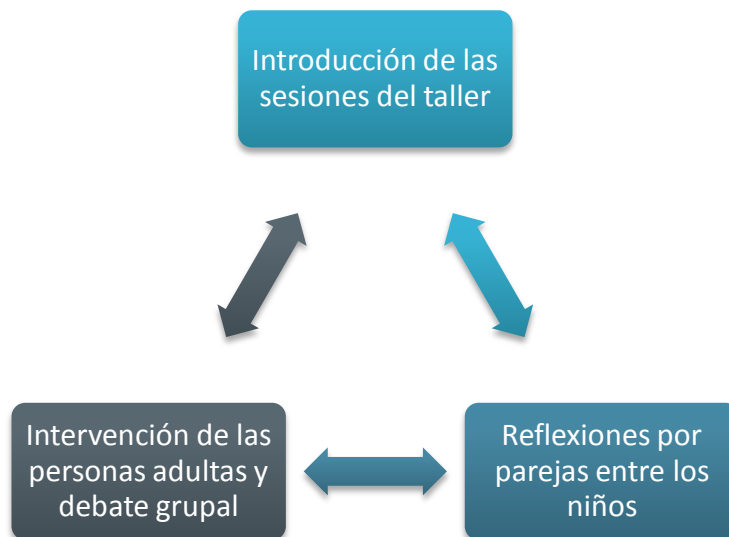 Introducción de las
sesiones del taller
Intervención de las
personas adultas y
debate grupal
Reflexiones por
parejas entre los
niños